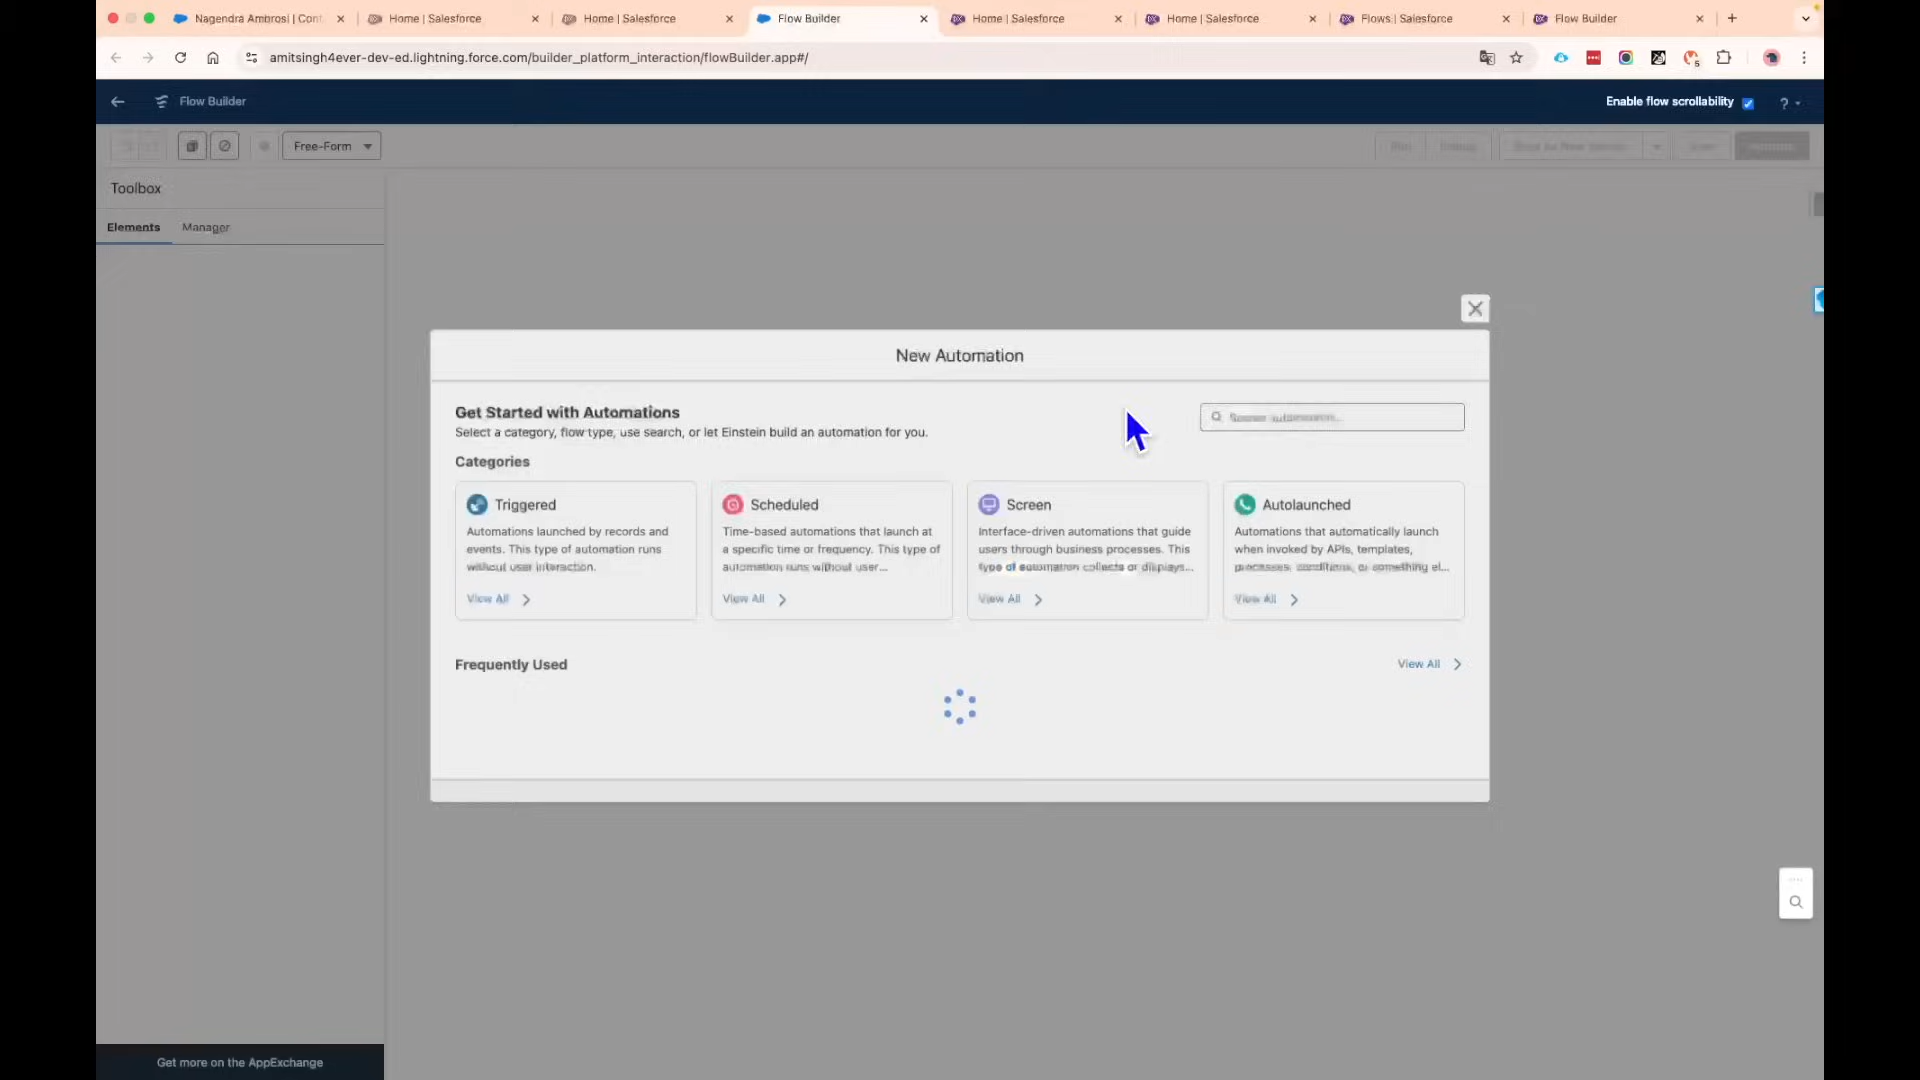 Nagendra Ambrosi | Cont
Home | Salesforce
Home | Salesforce
Flow Builder
Home | Salesforce
Home | Salesforce
Flows | Salesforce
Flow Builder
amitsingh4ever-dev-ed.lightning.force.com/builder_platform_interaction/flowBuilder.app#/
Flow Builder
Enable flow scrollability
?
Free-Form
Toolbox
Elements
Manager
New Automation
Get Started with Automations
Select a category, flow type, use search, or let Einstein build an automation for you.
Categories
Triggered
Automations launched by records and
events. This type of automation runs
without user interaction.
View All
Scheduled
Time-based automations that launch at
a specific time or frequency. This type of
automation runs without user...
View All
Screen
Interface-driven automations that guide
users through business processes. This
type of automation collects or displays...
View All
Autolaunched
Automations that automatically launch
when invoked by APIs, templates,
processes, conditions, or something el...
View All
Frequently Used
View All
Get more on the AppExchange